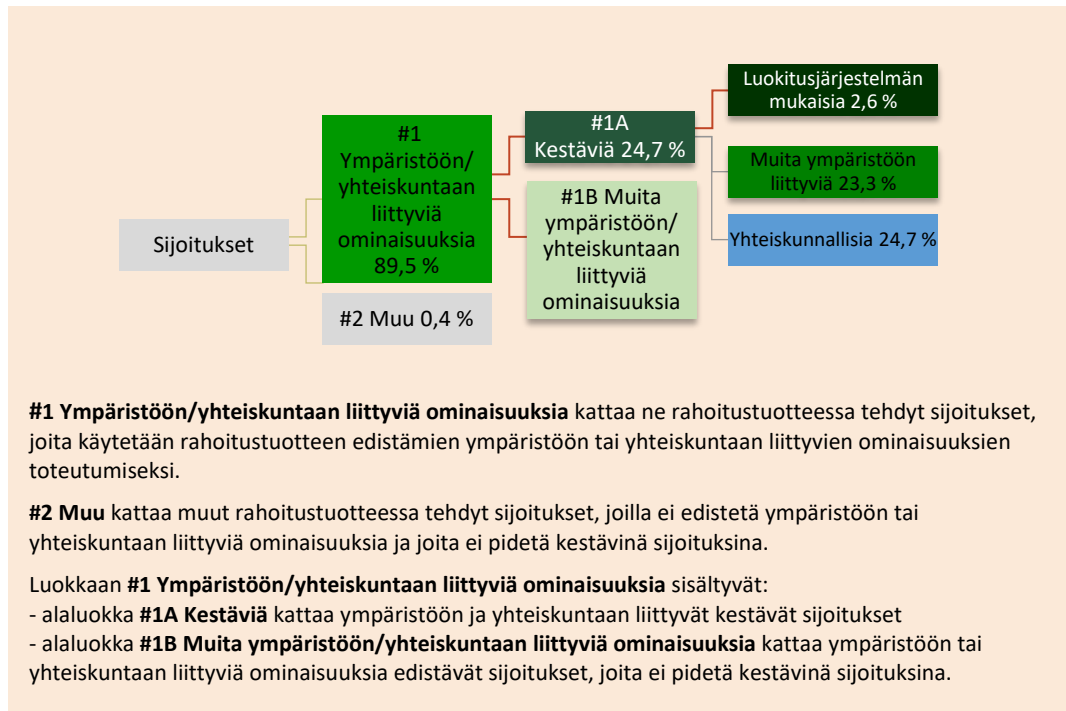 Sijoitukset
#1
Ympäristöön/
yhteiskuntaan
liittyviä
ominaisuuksia
89,5 %
#2 Muu 0,4 %
#1A
Kestäviä 24,7 %
#1B Muita
ympäristöön/
yhteiskuntaan
liittyviä
ominaisuuksia
Luokitusjärjestelmän
mukaisia 2,6 %
Muita ympäristöön
liittyviä 23,3 %
Yhteiskunnallisia 24,7 %
#1 Ympäristöön/yhteiskuntaan liittyviä ominaisuuksia kattaa ne rahoitustuotteessa tehdyt sijoitukset,
joita käytetään rahoitustuotteen edistämien ympäristöön tai yhteiskuntaan liittyvien ominaisuuksien
toteutumiseksi.
#2 Muu kattaa muut rahoitustuotteessa tehdyt sijoitukset, joilla ei edistetä ympäristöön tai
yhteiskuntaan liittyviä ominaisuuksia ja joita ei pidetä kestävinä sijoituksina.
Luokkaan #1 Ympäristöön/yhteiskuntaan liittyviä ominaisuuksia sisältyvät:
- alaluokka #1A Kestäviä kattaa ympäristöön ja yhteiskuntaan liittyvät kestävät sijoitukset
- alaluokka #1B Muita ympäristöön/yhteiskuntaan liittyviä ominaisuuksia kattaa ympäristöön tai
yhteiskuntaan liittyviä ominaisuuksia edistävät sijoitukset, joita ei pidetä kestävinä sijoituksina.